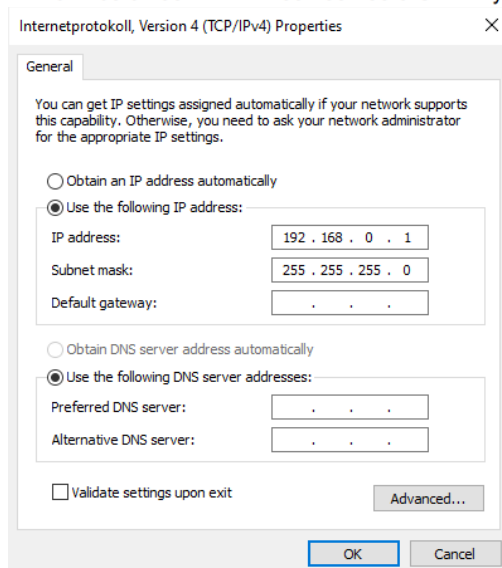 Internetprotokoll, Version 4 (TCP/IPv4) Properties
General
You can get IP settings assigned automatically if your network supports
this capability. Otherwise, you need to ask your network administrator
for the appropriate IP settings.
Obtain an IP address automatically
Use the following IP address:
IP address: 192 . 168 . 0 . 1
Subnet mask: 255 . 255 . 255 . 0
Default gateway: . . .
Obtain DNS server address automatically
Use the following DNS server addresses:
Preferred DNS server: . . .
Alternative DNS server: . . .
Validate settings upon exit
Advanced...
OK Cancel